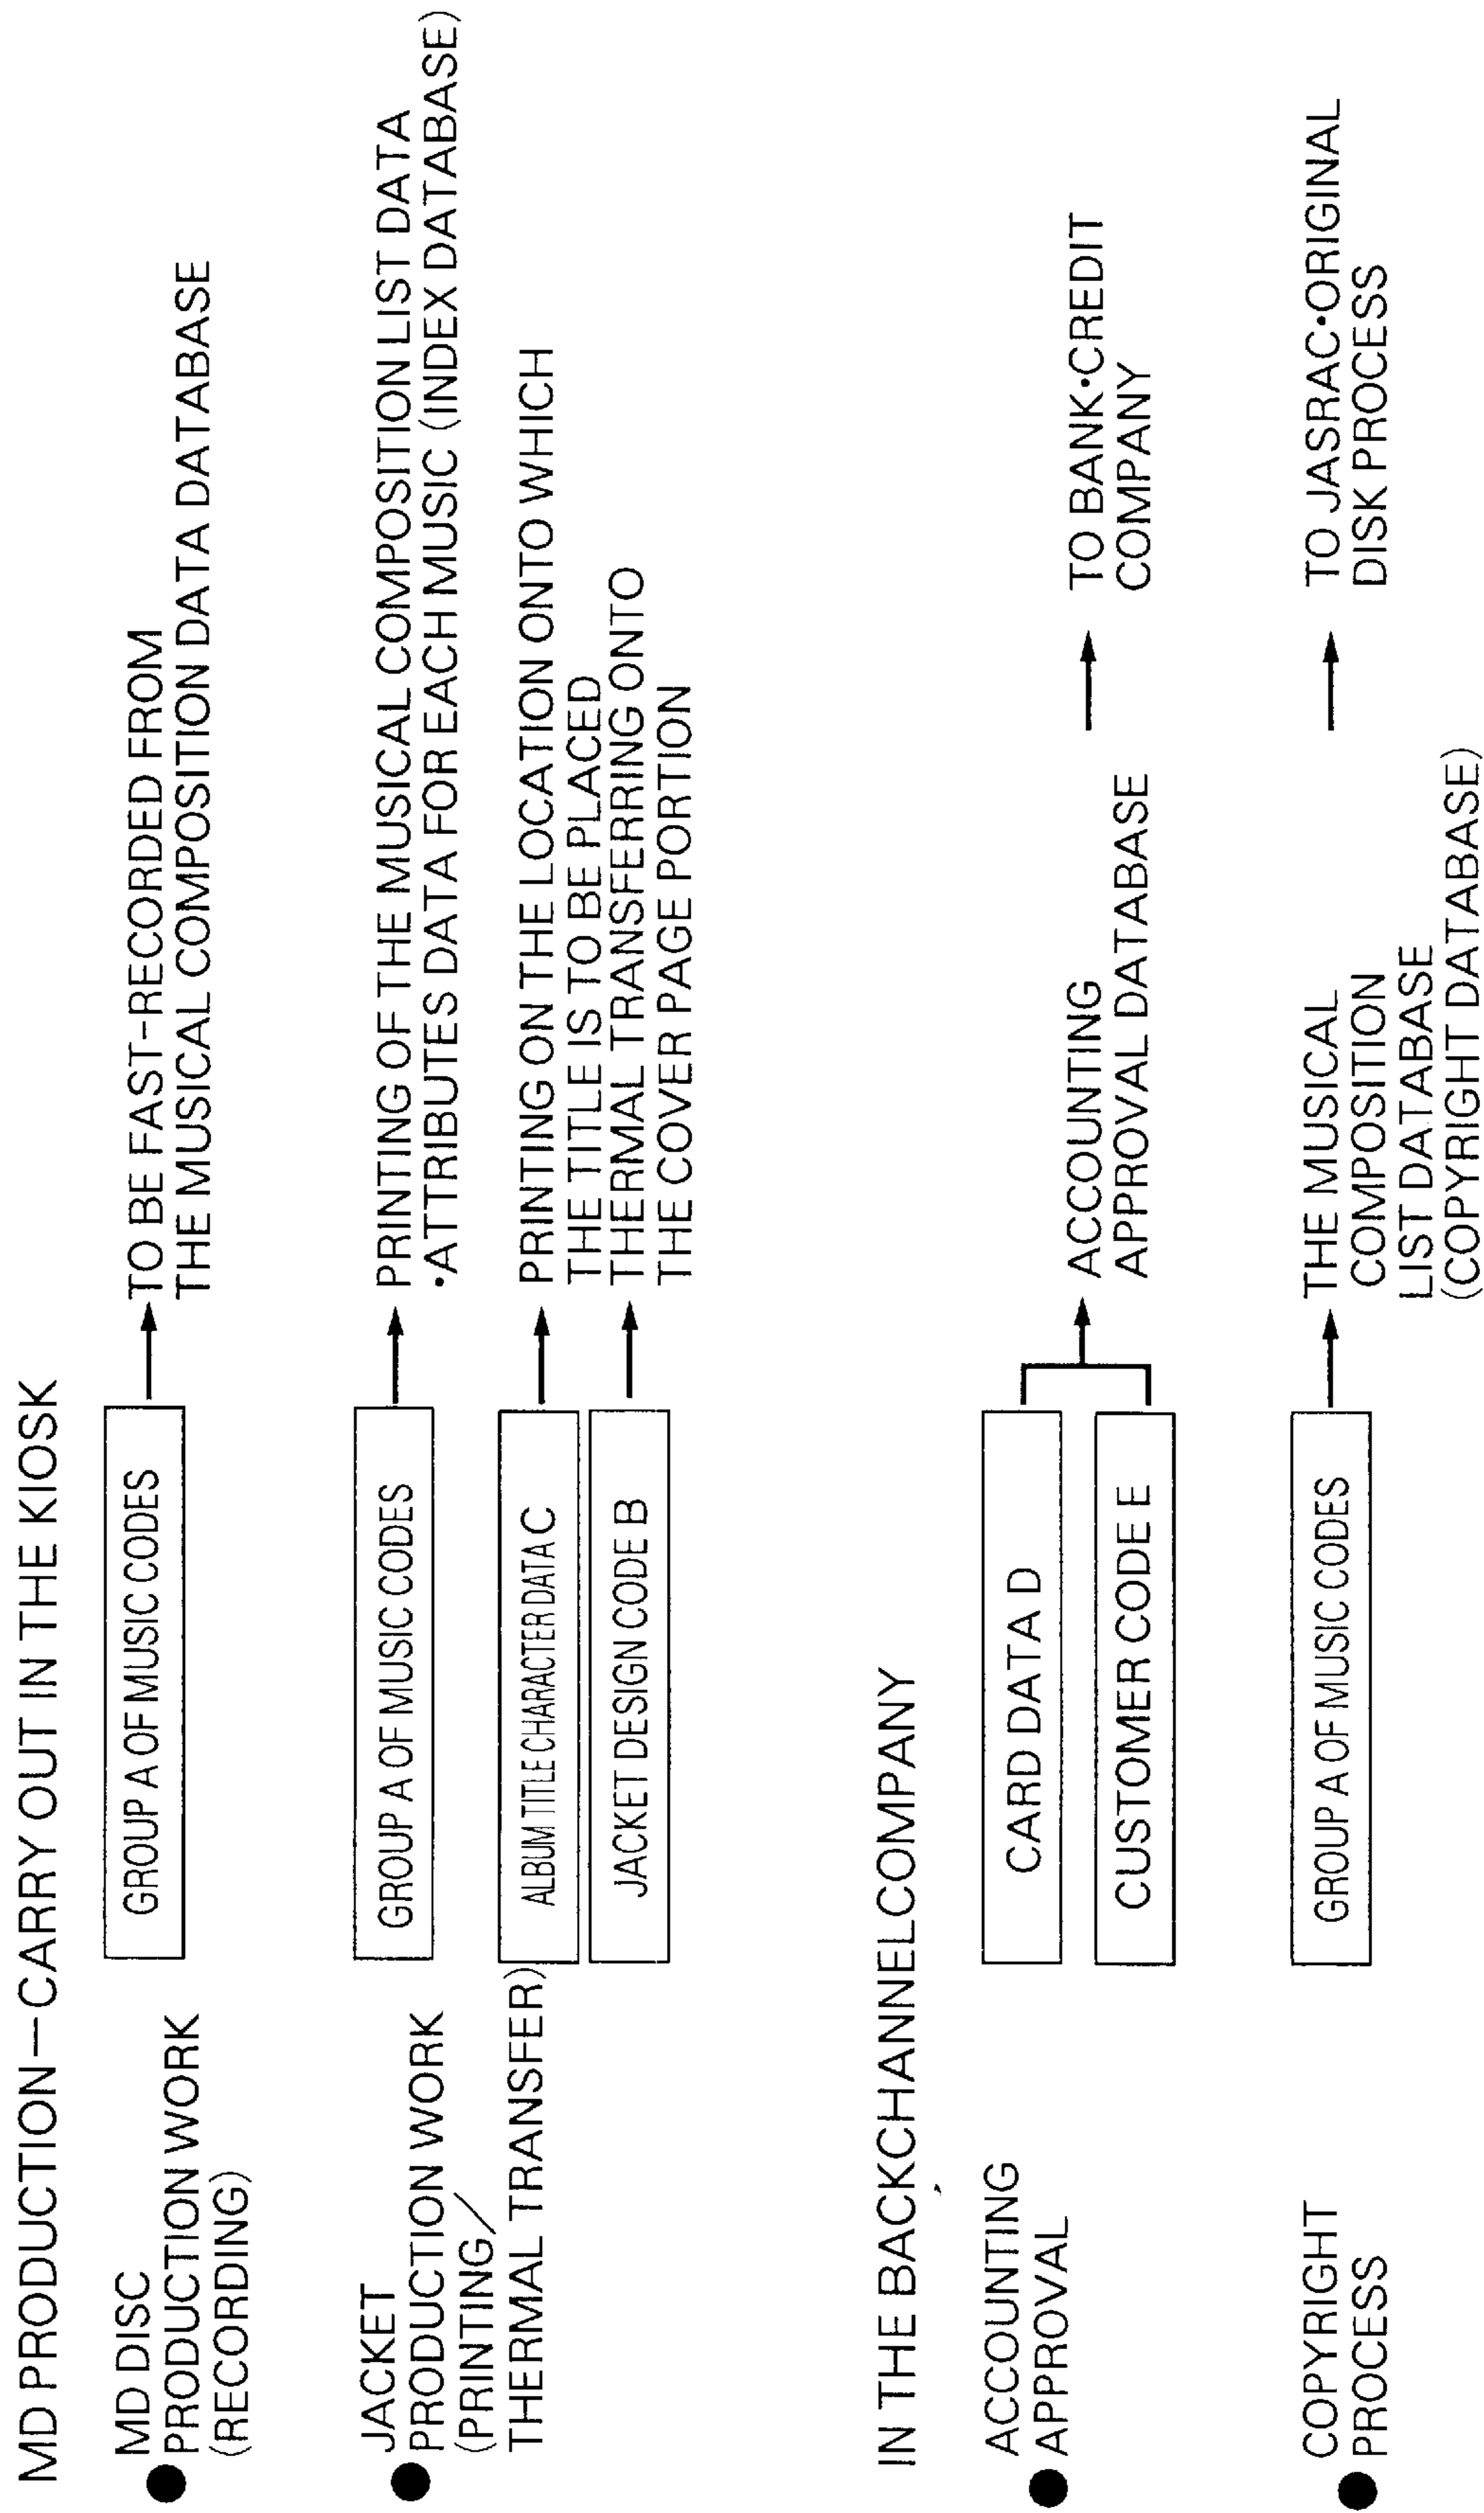 MD PRODUCTION—CARRY OUT IN THE KIOSK
MD DISC
PRODUCTION WORK
(RECORDING)
GROUP A OF MUSIC CODES
TO BE FAST-RECORDED FROM
THE MUSICAL COMPOSITION DATA DATABASE
JACKET
PRODUCTION WORK
(PRINTING/
THERMAL TRANSFER)
GROUP A OF MUSIC CODES
PRINTING OF THE MUSICAL COMPOSITION LIST DATA
•ATTRIBUTES DATA FOR EACH MUSIC (INDEX DATABASE)
ALBUM TITLE CHARACTER DATA C
PRINTING ON THE LOCATION ONTO WHICH
THE TITLE IS TO BE PLACED
JACKET DESIGN CODE B
THERMAL TRANSFERRING ONTO
THE COVER PAGE PORTION
IN THE BACKCHANNELCOMPANY
ACCOUNTING
APPROVAL
CARD DATA D
CUSTOMER CODE E
ACCOUNTING
APPROVAL DATABASE
TO BANK•CREDIT
COMPANY
COPYRIGHT
PROCESS
GROUP A OF MUSIC CODES
THE MUSICAL
COMPOSITION
LIST DATABASE
(COPYRIGHT DATABASE)
TO JASRAC•ORIGINAL
DISK PROCESS